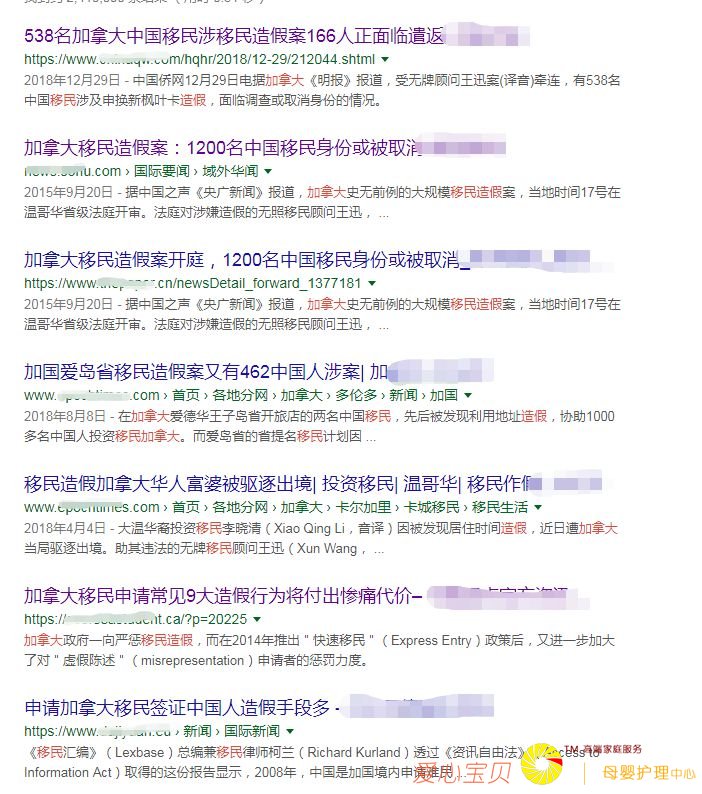 538名加拿大中国移民涉移民造假案166人正面临遣返
https://www.chinaqw.com/hqhr/2018/12-29/212044.shtml
2018年12月29日 - 中国侨网12月29日电据加拿大《明报》报道，受无牌顾问王迅案(译音)牵连，有538名
中国移民涉及申换新枫叶卡造假，面临调查或取消身份的情况。
加拿大移民造假案：1200名中国移民身份或被取消
news.sohu.com › 国际要闻 › 域外华闻
2015年9月20日 - 据中国之声《央广新闻》报道，加拿大史无前例的大规模移民造假案，当地时间17号在
温哥华省级法庭开审。法庭对涉嫌造假的无照移民顾问王迅， ...
加拿大移民造假案开庭，1200名中国移民身份或被取消_
https://www.thepaper.cn/newsDetail_forward_1377181
2015年9月20日 - 据中国之声《央广新闻》报道，加拿大史无前例的大规模移民造假案，当地时间17号在
温哥华省级法庭开审。法庭对涉嫌造假的无照移民顾问王迅， ...
加国爱岛省移民造假案又有462中国人涉案| 加
www.epochtimes.com › 首页 › 各地分网 › 加拿大 › 多伦多 › 新闻 › 加国
2018年8月8日 - 在加拿大爱德华王子岛省开旅店的两名中国移民，先后被发现利用地址造假，协助1000
多名中国人投资移民加拿大。而爱岛省的省提名移民计划因 ...
移民造假加拿大华人富婆被驱逐出境| 投资移民| 温哥华| 移民作假
www.epochtimes.com › 首页 › 各地分网 › 加拿大 › 卡尔加里 › 卡城移民 › 移民生活
2018年4月4日 - 大温华裔投资移民李晓清（Xiao Qing Li，音译）因被发现居住时间造假，近日遭加拿大
当局驱逐出境。助其违法的无牌移民顾问王迅（Xun Wang， ...
加拿大移民申请常见9大造假行为将付出惨痛代价–
https:// student.ca/?p=20225
加拿大政府一向严惩移民造假，而在2014年推出＂快速移民＂（Express Entry）政策后，又进一步加大
了对＂虚假陈述＂（misrepresentation）申请者的惩罚力度。
申请加拿大移民签证中国人造假手段多 -
https://www.dajiyuan.eu › 新闻 › 国际新闻
《移民汇编》（Lexbase）总编兼移民律师柯兰（Richard Kurland）透过《资讯自由法》（Access to
Information Act）取得的这份报告显示，2008年，中国是加国境内申请难民 ...
爱心宝贝 TM 高端家庭服务
母婴护理中心